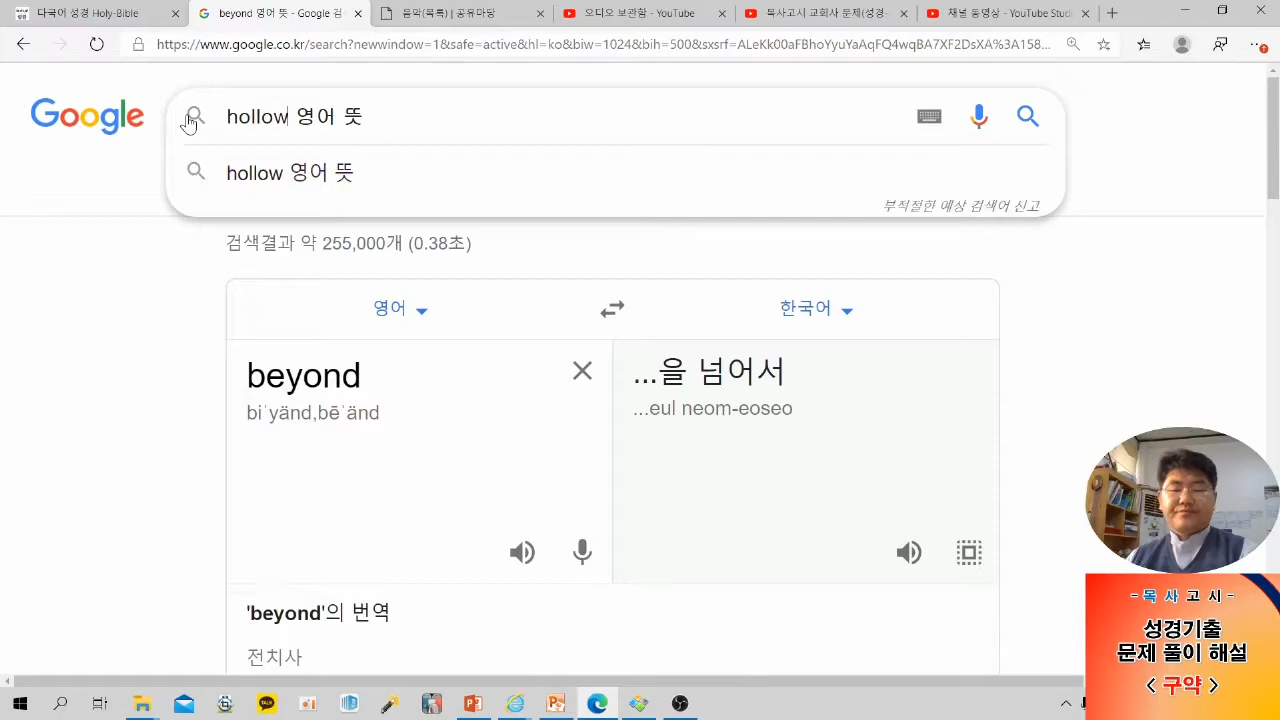 다국어 성경 Holy-Bible
beyond 영어 뜻 - Google 검
음악(목록) | 공유마당
오디오 보관함 - YouTube
목사고시 교회사 문제(성경-
채널 동영상 - YouTube Stud
https://www.google.co.kr/search?newwindow=1&safe=active&hl=ko&biw=1024&bih=500&sxsrf=ALeKk00aFBhoYyuYaAqFQ4wqBA7XF2DsXA%3A158...
Google
hollow 영어 뜻
hollow 영어 뜻
부적절한 예상 검색어 신고
검색결과 약 255,000개 (0.38초)
영어
한국어
beyond
biˈyänd,bēˈänd
...을 넘어서
...eul neom-eoseo
'beyond'의 번역
전치사
- 목 사 고 시 -
성경기출
문제 풀이 해설
< 구약 >